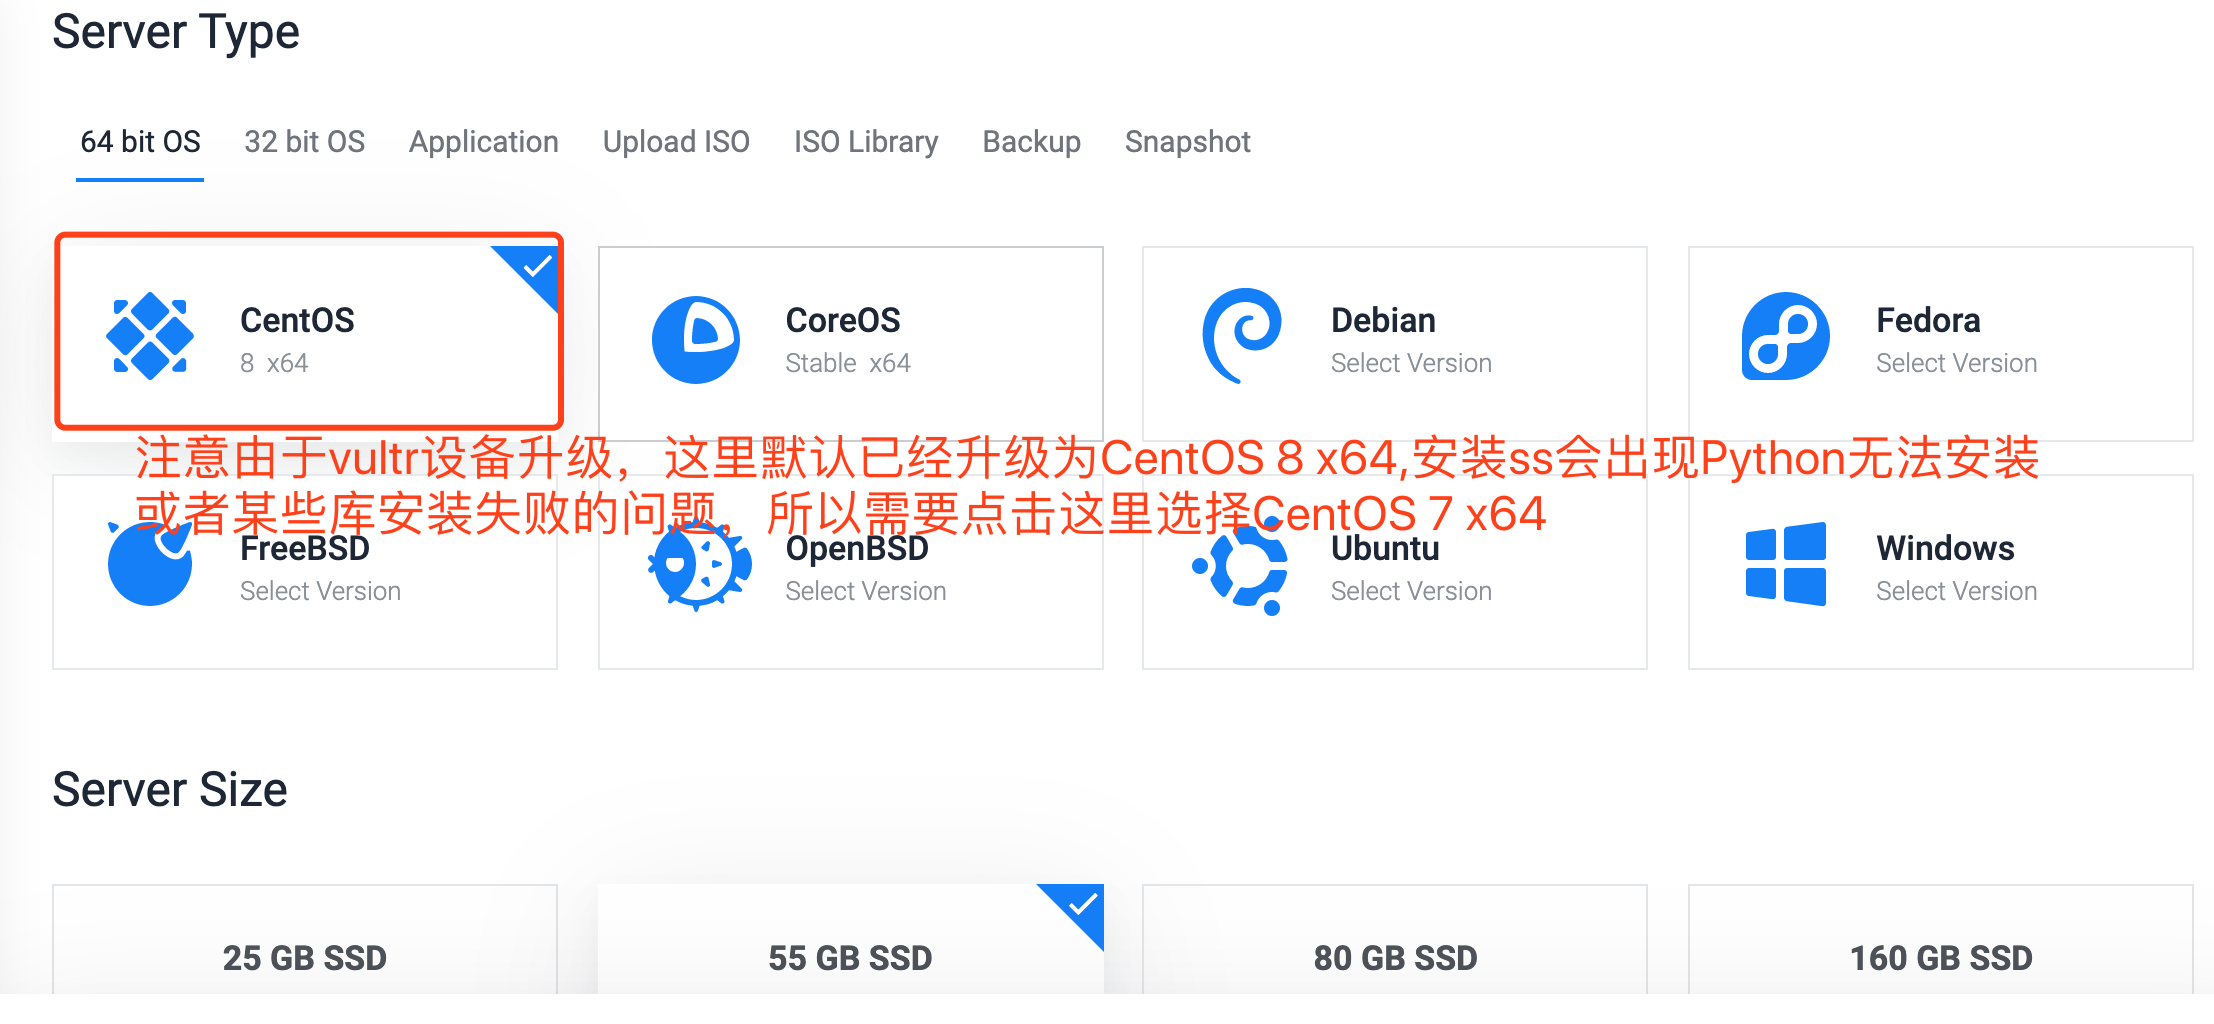 Server Type
64 bit OS 32 bit OS Application Upload ISO ISO Library Backup Snapshot
CentOS
8 x64
CoreOS
Stable x64
Debian
Select Version
Fedora
Select Version
注意由于vultr设备升级，这里默认已经升级为CentOS 8 x64,安装ss会出现Python无法安装
或者某些库安装失败的问题，所以需要点击这里选择CentOS 7 x64
FreeBSD
Select Version
OpenBSD
Select Version
Ubuntu
Select Version
Windows
Select Version
Server Size
25 GB SSD
55 GB SSD
80 GB SSD
160 GB SSD